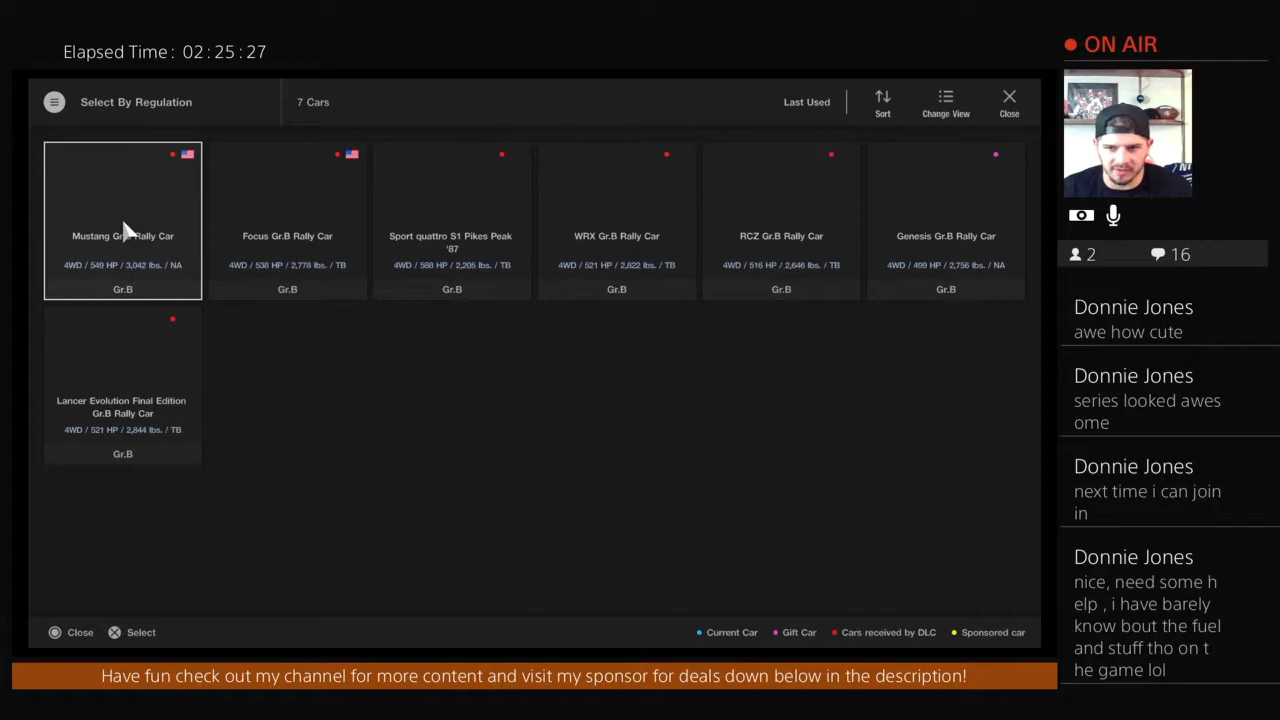 Elapsed Time: 02:25:27
ON AIR
Select By Regulation
7 Cars
Last Used
Sort
Change View
Close
Mustang Gr.B Rally Car
4WD / 549 HP / 3,042 lbs. / NA
Gr.B
Focus Gr.B Rally Car
4WD / 538 HP / 2,778 lbs. / TB
Gr.B
Sport quattro S1 Pikes Peak
'87
4WD / 588 HP / 2,205 lbs. / TB
Gr.B
WRX Gr.B Rally Car
4WD / 521 HP / 2,822 lbs. / TB
Gr.B
RCZ Gr.B Rally Car
4WD / 516 HP / 2,646 lbs. / TB
Gr.B
Genesis Gr.B Rally Car
4WD / 499 HP / 2,756 lbs. / NA
Gr.B
Lancer Evolution Final Edition
Gr.B Rally Car
4WD / 521 HP / 2,844 lbs. / TB
Gr.B
Close
Select
Current Car
Gift Car
Cars received by DLC
Sponsored car
2
16
Donnie Jones
awe how cute
Donnie Jones
series looked awes
ome
Donnie Jones
next time i can join
in
Donnie Jones
nice, need some h
elp , i have barely
know bout the fuel
and stuff tho on t
he game lol
Have fun check out my channel for more content and visit my sponsor for deals down below in the description!